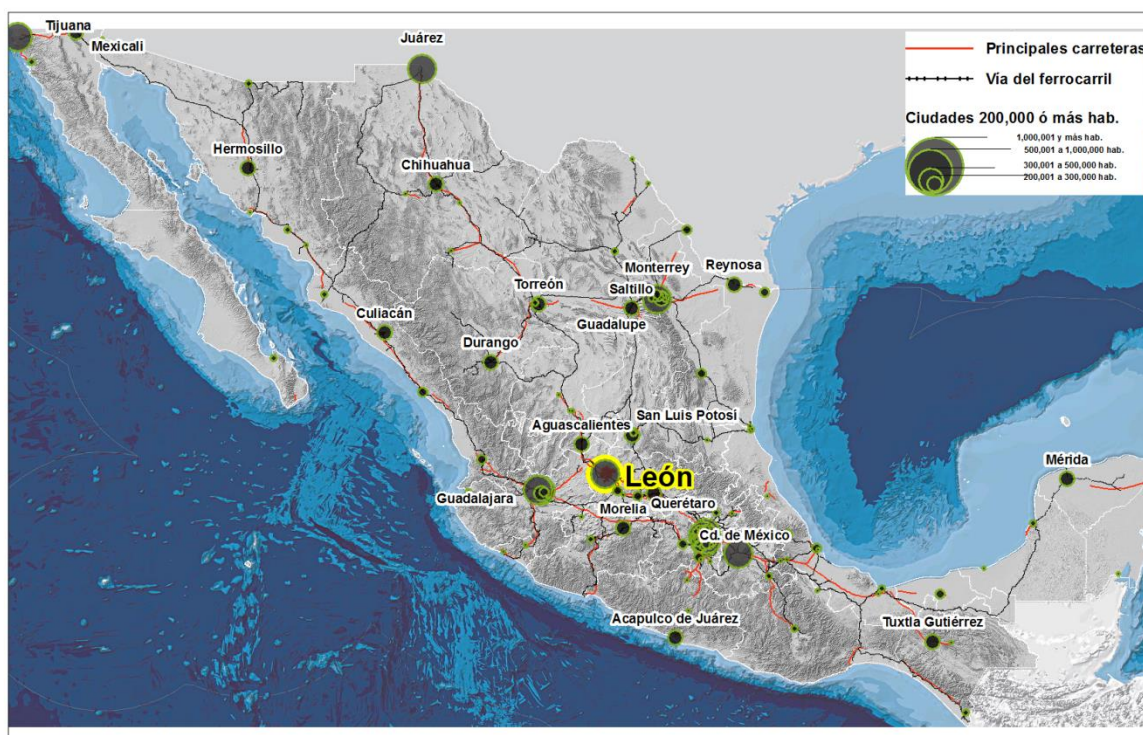 Tijuana
Mexicali
Juárez
Principales carreteras
Vía del ferrocarril
Ciudades 200,000 ó más hab.
1,000,001 y más hab.
500,001 a 1,000,000 hab.
300,001 a 500,000 hab.
200,001 a 300,000 hab.
Hermosillo
Chihuahua
Monterrey
Reynosa
Torreón
Saltillo
Culiacán
Guadalupe
Durango
San Luis Potosi
Aguascalientes
León
Mérida
Guadalajara
Querétaro
Morelia
Cd. de México
Acapulco de Juárez
Tuxtla Gutiérrez